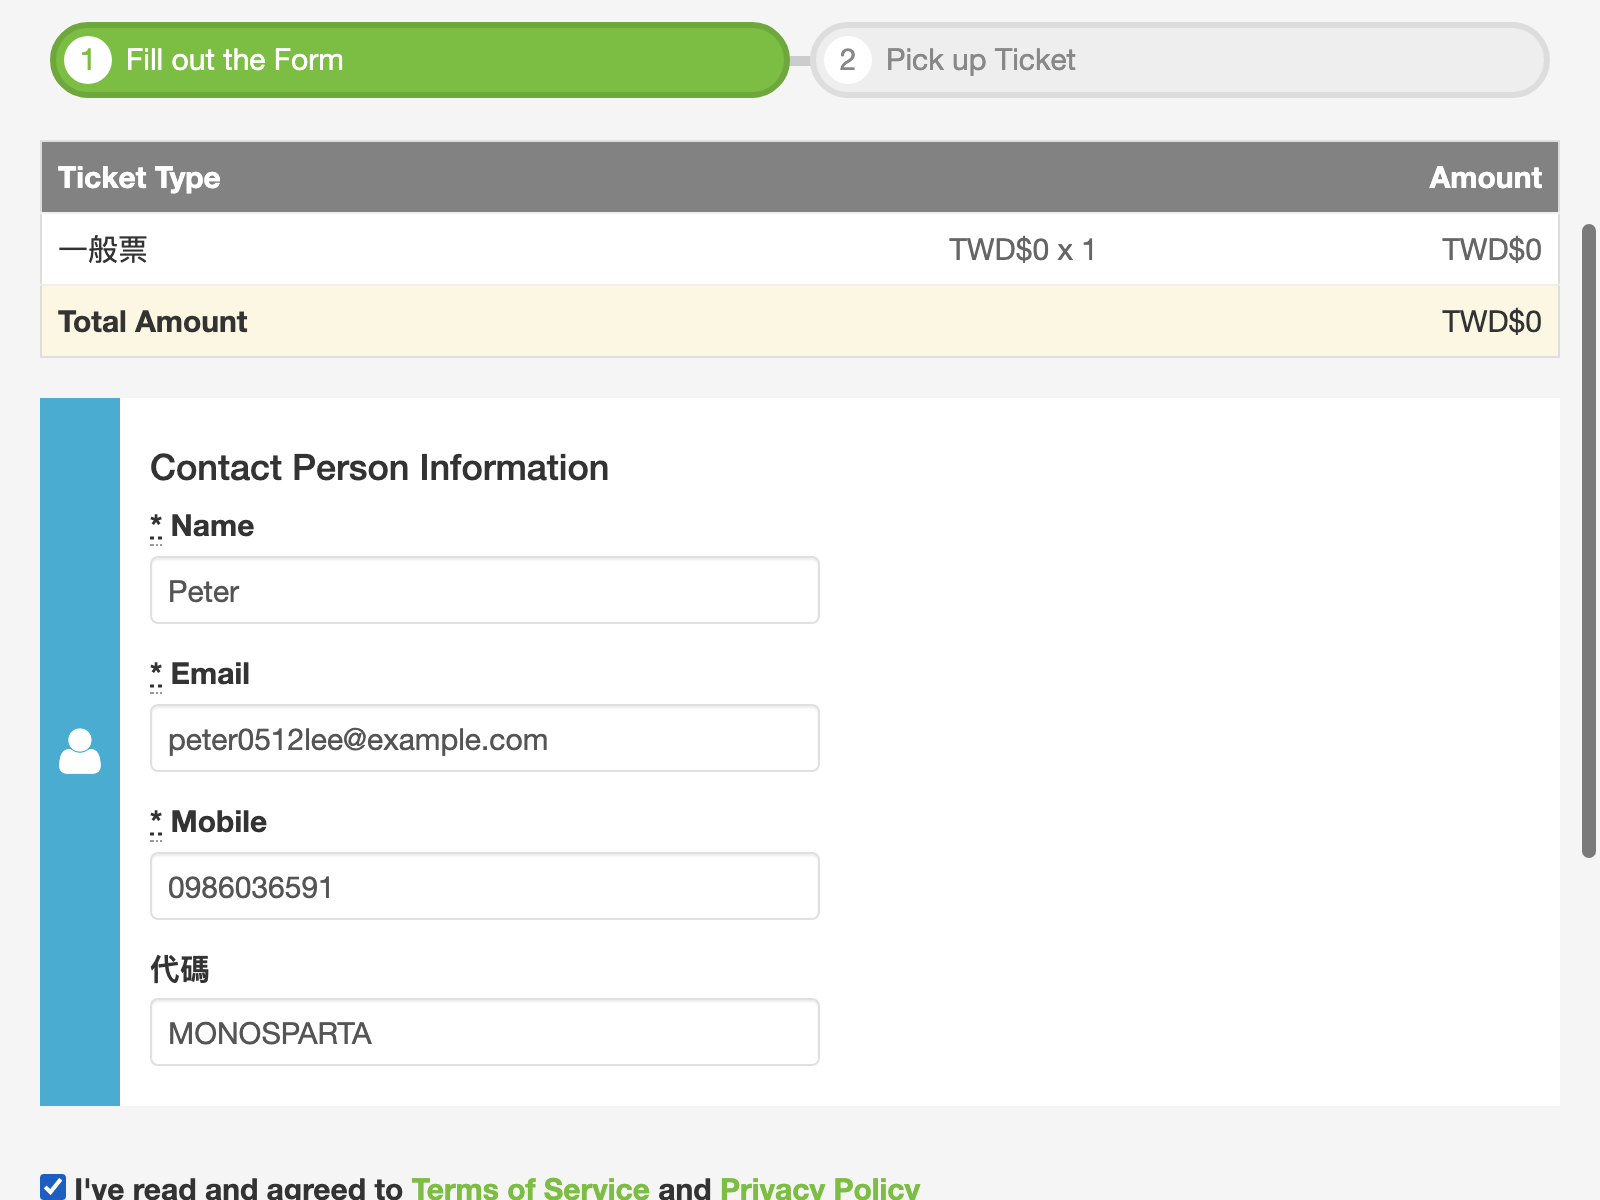 1 Fill out the Form
2 Pick up Ticket
Ticket Type Amount
一般票 TWD$0 x 1 TWD$0
Total Amount TWD$0
Contact Person Information
* Name
Peter
* Email
peter0512lee@example.com
* Mobile
0986036591
代碼
MONOSPARTA
I've read and agreed to Terms of Service and Privacy Policy